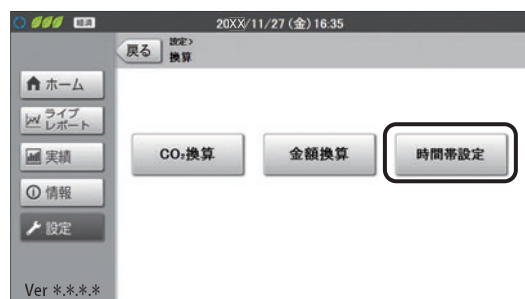 経済
20XX/11/27 (金) 16:35
戻る
設定>
換算
ホーム
ライブ
レポート
実績
情報
設定
CO₂換算
金額換算
時間帯設定
Ver *.*.*.*